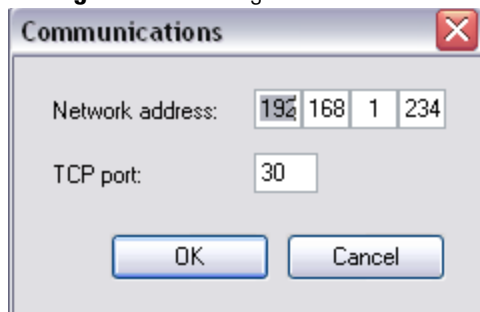 Communications
Network address: 192 168 1 234
TCP port: 30
OK Cancel